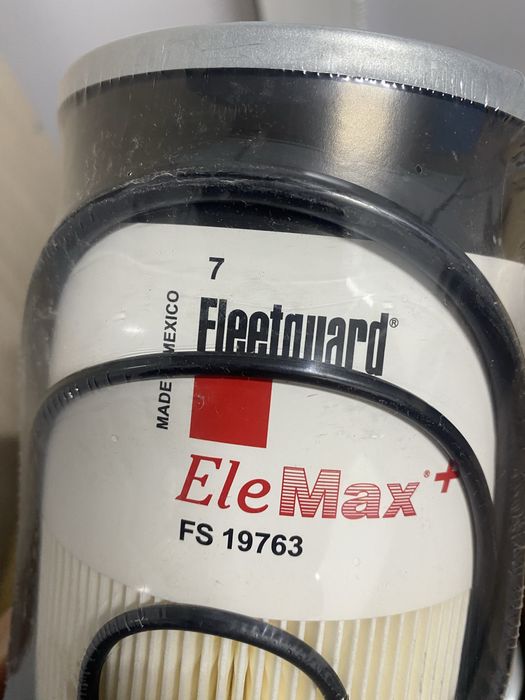 7
MADE IN MEXICO
Fleetguard®
EleMax®+
FS 19763